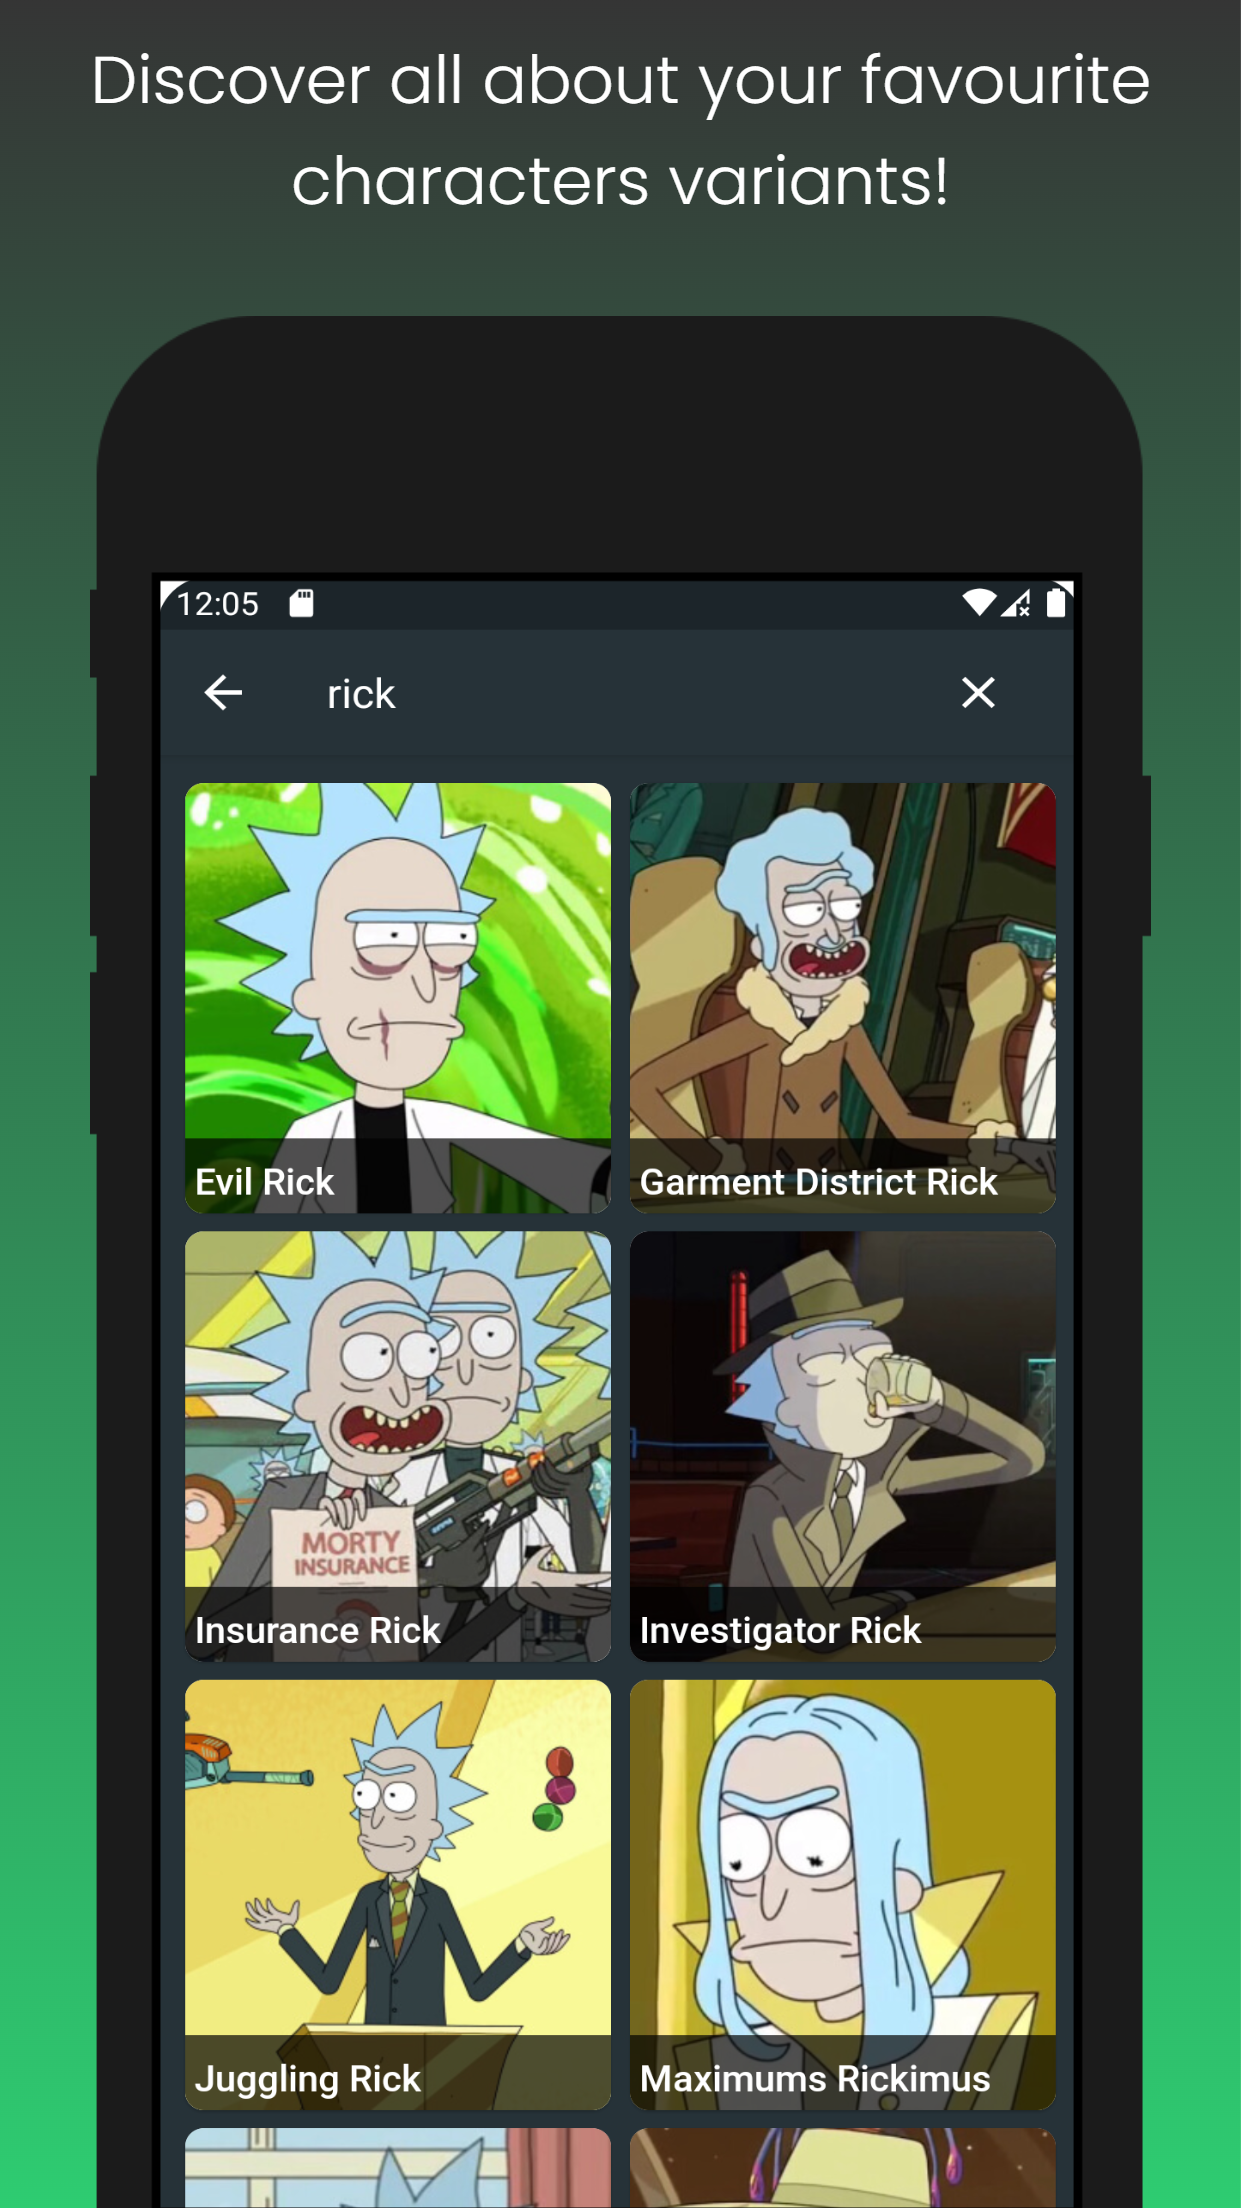 Discover all about your favourite
characters variants!
12:05
rick
Evil Rick
Garment District Rick
MORTY
INSURANCE
Insurance Rick
Investigator Rick
Juggling Rick
Maximums Rickimus